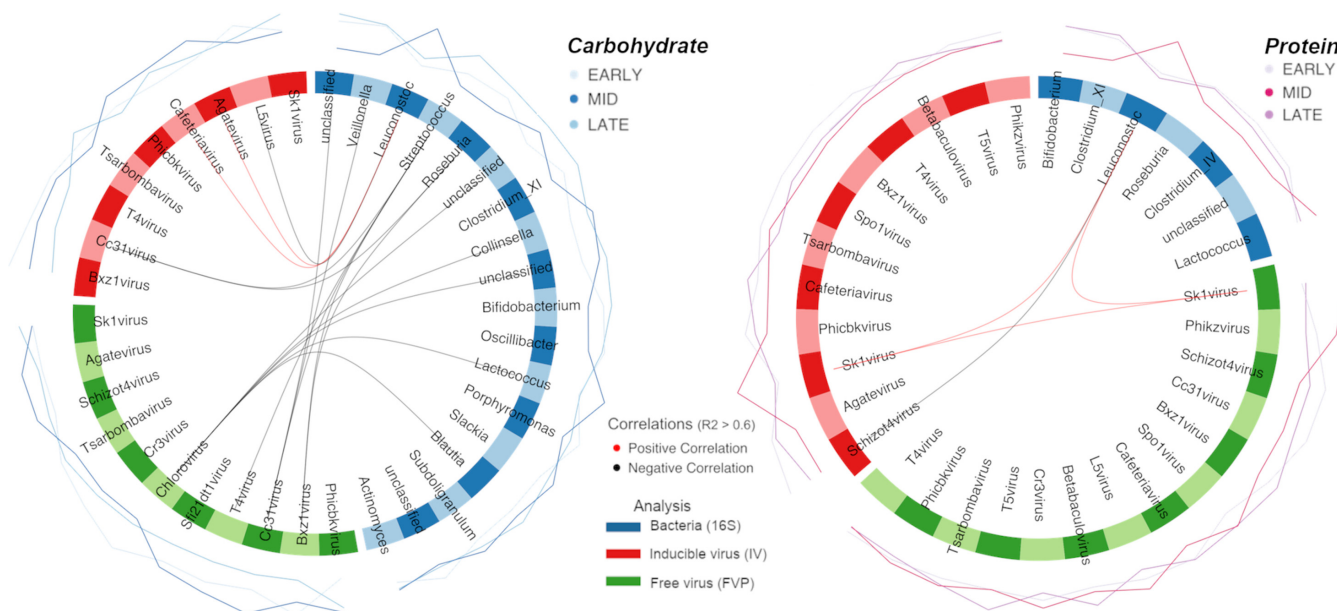 Carbohydrate
EARLY
MID
LATE
unclassified
Veillonella
Leuconostoc
Streptococcus
Roseburia
unclassified
Clostridium_XI
Collinsella
unclassified
Bifidobacterium
Oscillibacter
Lactococcus
Porphyromonas
Slackia
Blautia
Subdoligranulum
unclassified
Actinomyces
Phicbkvirus
Bxz1virus
Cc31virus
T4virus
Sfi21dt1virus
Chlorovirus
Cr3virus
Tsarbombavirus
Schizot4virus
Agatevirus
Sk1virus
Bxz1virus
Cc31virus
T4virus
Tsarbombavirus
Phicbkvirus
Cafeteriavirus
Agatevirus
L5virus
Sk1virus
Correlations (R2 > 0.6)
Positive Correlation
Negative Correlation
Analysis
Bacteria (16S)
Inducible virus (IV)
Free virus (FVP)
Protein
EARLY
MID
LATE
Bifidobacterium
Clostridium_XI
Leuconostoc
Roseburia
Clostridium_IV
unclassified
Lactococcus
Sk1virus
Phikzvirus
Schizot4virus
Cc31virus
Bxz1virus
Spo1virus
Cafeteriavirus
L5virus
Betabaculovirus
Cr3virus
T5virus
Tsarbombavirus
Phicbkvirus
T4virus
Schizot4virus
Agatevirus
Sk1virus
Phicbkvirus
Cafeteriavirus
Tsarbombavirus
Spo1virus
Bxz1virus
T4virus
Betabaculovirus
T5virus
Phikzvirus